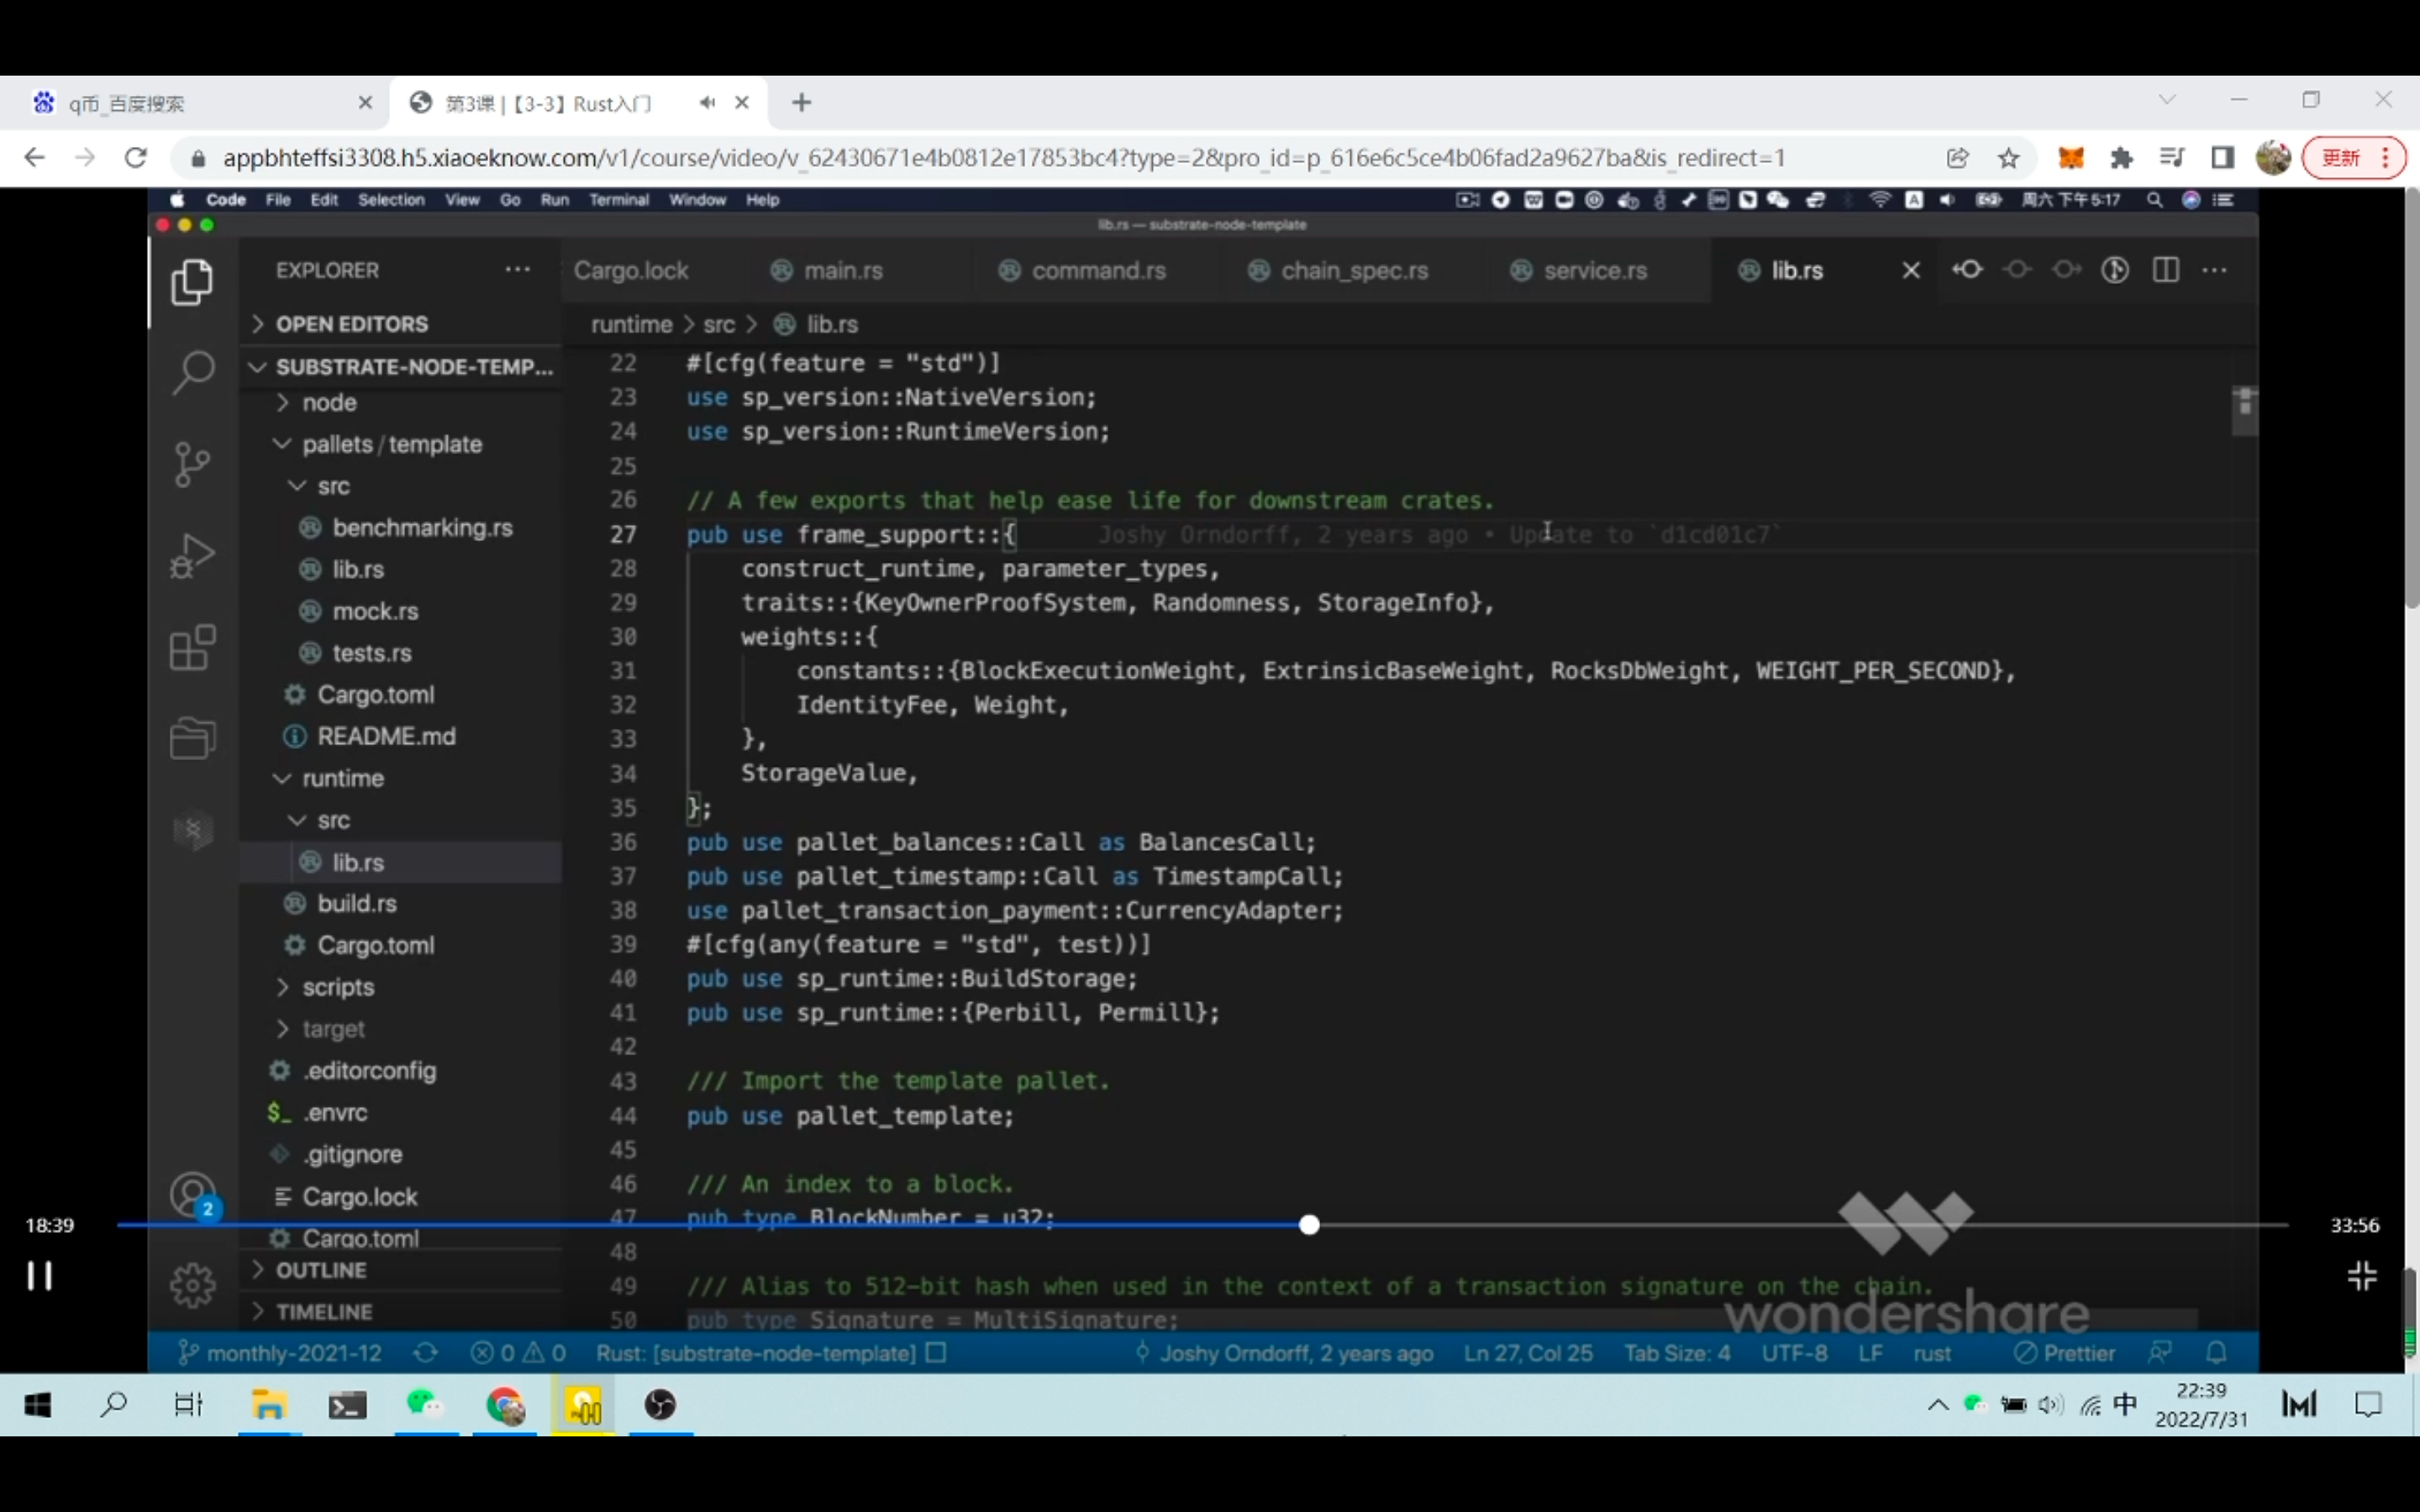 q币_百度搜索
第3课 |【3-3】Rust入门
appbhteffsi3308.h5.xiaoeknow.com/v1/course/video/v_62430671e4b0812e17853bc4?type=2&pro_id=p_616e6c5ce4b06fad2a9627ba&is_redirect=1
更新
Code File Edit Selection View Go Run Terminal Window Help
周六 下午5:17
lib.rs — substrate-node-template
EXPLORER
Cargo.lock main.rs command.rs chain_spec.rs service.rs lib.rs
OPEN EDITORS
runtime > src > lib.rs
SUBSTRATE-NODE-TEMP...
node
pallets / template
src
benchmarking.rs
lib.rs
mock.rs
tests.rs
Cargo.toml
README.md
runtime
src
lib.rs
build.rs
Cargo.toml
scripts
target
.editorconfig
.envrc
.gitignore
Cargo.lock
Cargo.toml
OUTLINE
TIMELINE
22 #[cfg(feature = "std")]
23 use sp_version::NativeVersion;
24 use sp_version::RuntimeVersion;
25
26 // A few exports that help ease life for downstream crates.
27 pub use frame_support::{ Joshy Orndorff, 2 years ago • Update to `d1cd01c7`
28 construct_runtime, parameter_types,
29 traits::{KeyOwnerProofSystem, Randomness, StorageInfo},
30 weights::{
31 constants::{BlockExecutionWeight, ExtrinsicBaseWeight, RocksDbWeight, WEIGHT_PER_SECOND},
32 IdentityFee, Weight,
33 },
34 StorageValue,
35 };
36 pub use pallet_balances::Call as BalancesCall;
37 pub use pallet_timestamp::Call as TimestampCall;
38 use pallet_transaction_payment::CurrencyAdapter;
39 #[cfg(any(feature = "std", test))]
40 pub use sp_runtime::BuildStorage;
41 pub use sp_runtime::{Perbill, Permill};
42
43 /// Import the template pallet.
44 pub use pallet_template;
45
46 /// An index to a block.
47 pub type BlockNumber = u32;
48
49 /// Alias to 512-bit hash when used in the context of a transaction signature on the chain.
50 pub type Signature = MultiSignature;
2
18:39
33:56
wondershare
monthly-2021-12 0 0 Rust: [substrate-node-template] Joshy Orndorff, 2 years ago Ln 27, Col 25 Tab Size: 4 UTF-8 LF rust Prettier
中
22:39
2022/7/31